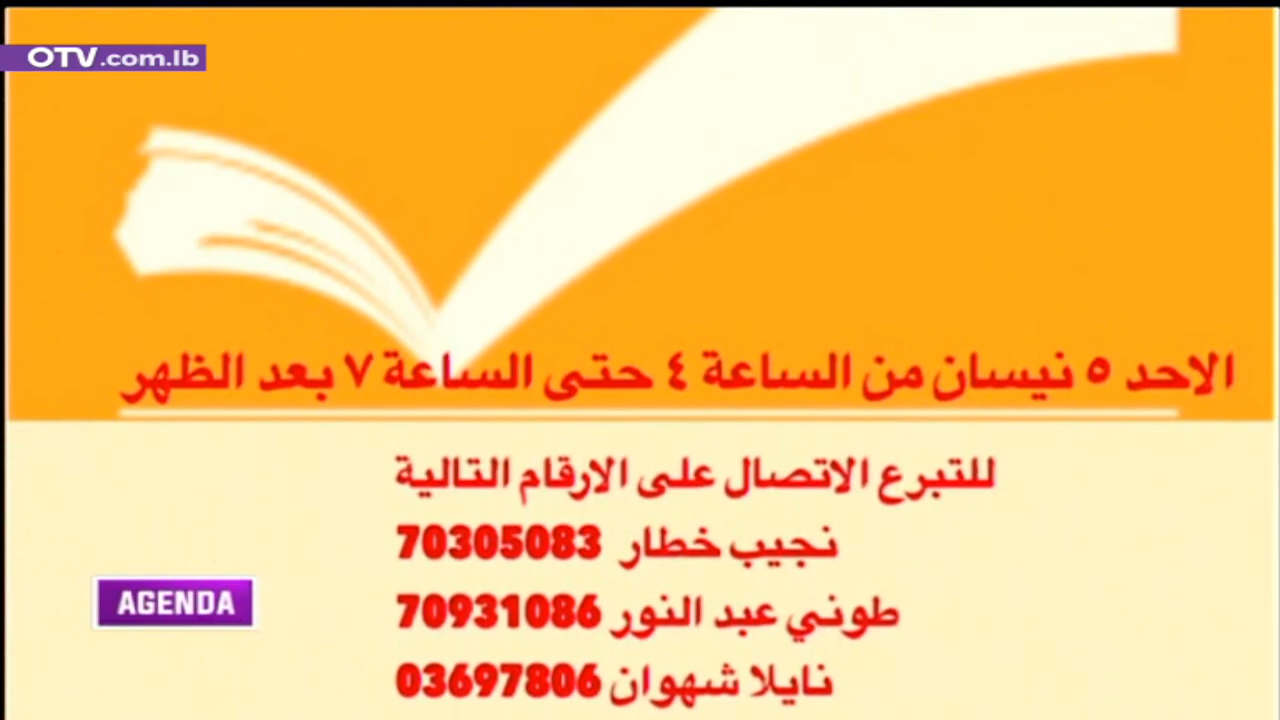 OTV.com.lb
الاحد ٥ نيسان من الساعة ٤ حتى الساعة ٧ بعد الظهر
للتبرع الاتصال على الارقام التالية
نجيب خطار 70305083
AGENDA
طوني عبد النور 70931086
نايلا شهوان 03697806